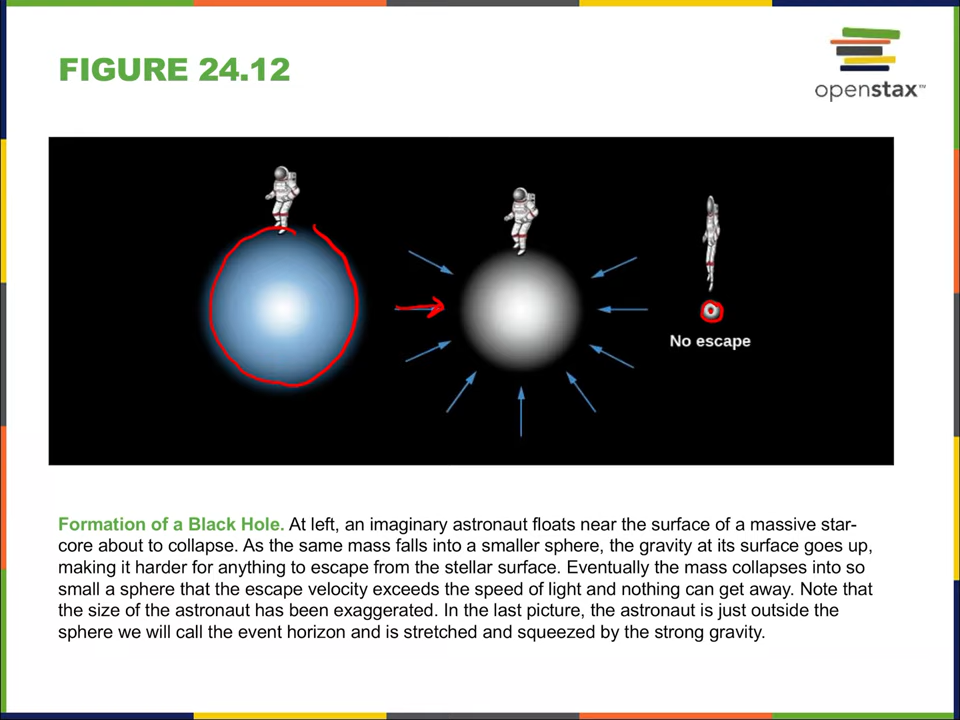 FIGURE 24.12
openstax™
No escape
Formation of a Black Hole. At left, an imaginary astronaut floats near the surface of a massive star-
core about to collapse. As the same mass falls into a smaller sphere, the gravity at its surface goes up,
making it harder for anything to escape from the stellar surface. Eventually the mass collapses into so
small a sphere that the escape velocity exceeds the speed of light and nothing can get away. Note that
the size of the astronaut has been exaggerated. In the last picture, the astronaut is just outside the
sphere we will call the event horizon and is stretched and squeezed by the strong gravity.